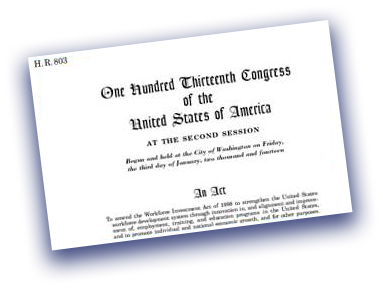 H. R. 803
One Hundred Thirteenth Congress
of the
United States of America
AT THE SECOND SESSION
Begun and held at the City of Washington on Friday,
the third day of January, two thousand and fourteen
An Act
To amend the Workforce Investment Act of 1998 to strengthen the United States
workforce development system through innovation in, and alignment and improve-
ment of, employment, training, and education programs in the United States,
and to promote individual and national economic growth, and for other purposes.